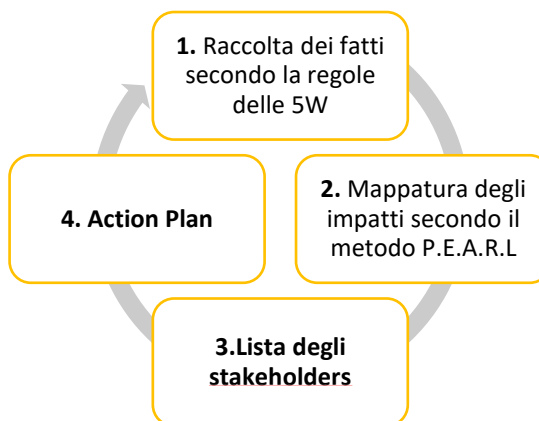 1. Raccolta dei fatti
secondo la regole
delle 5W
2. Mappatura degli
impatti secondo il
metodo P.E.A.R.L
3.Lista degli
stakeholders
4. Action Plan